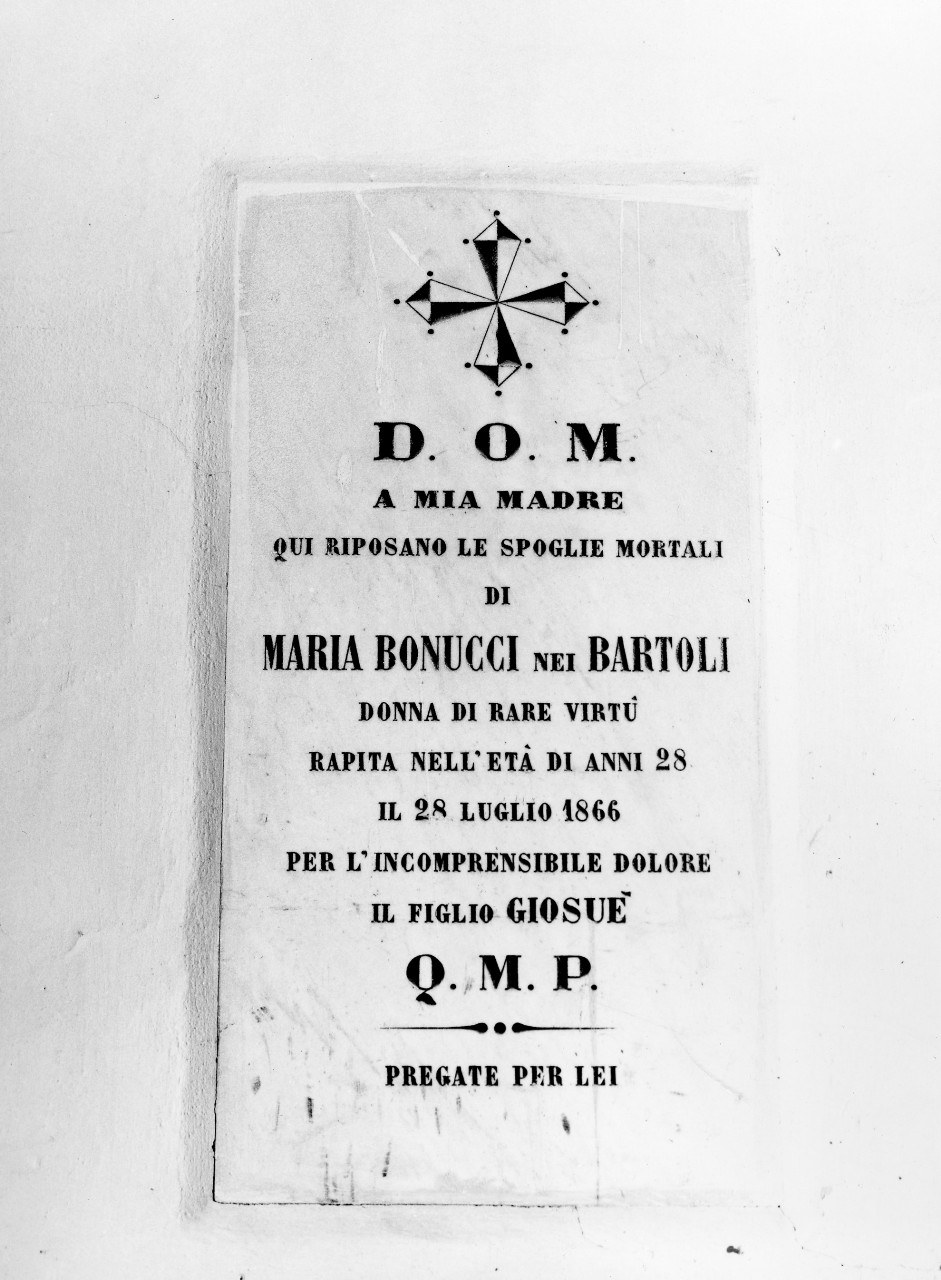 D. O. M.
A MIA MADRE
QUI RIPOSANO LE SPOGLIE MORTALI
DI
MARIA BONUCCI NEI BARTOLI
DONNA DI RARE VIRTÙ
RAPITA NELL'ETÀ DI ANNI 28
IL 28 LUGLIO 1866
PER L'INCOMPRENSIBILE DOLORE
IL FIGLIO GIOSUÈ
Q. M. P.
PREGATE PER LEI